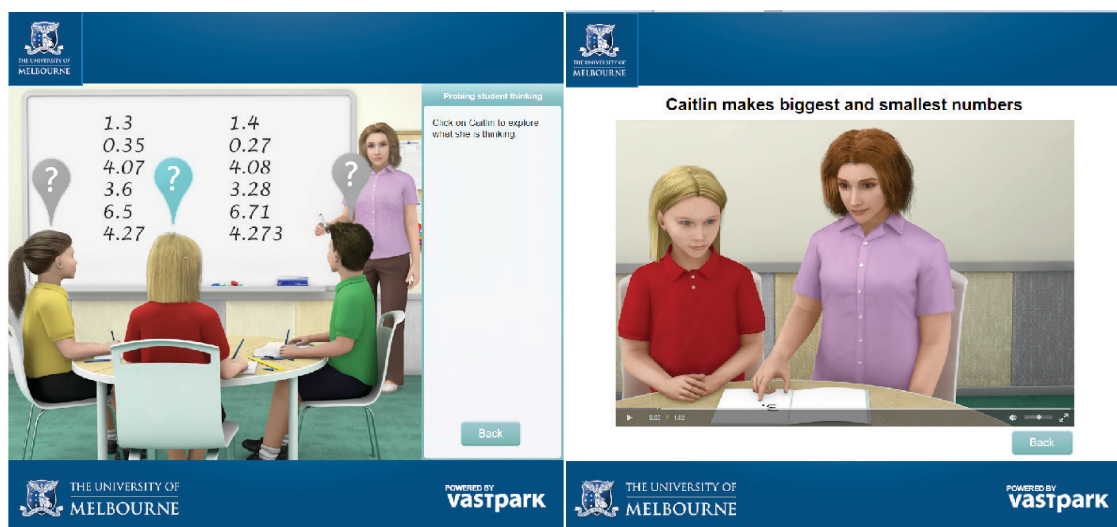 THE UNIVERSITY OF
MELBOURNE
Probing student thinking
Click on Caitlin to explore
what she is thinking.
1.3 1.4
0.35 0.27
4.07 4.08
3.6 3.28
6.5 6.71
4.27 4.273
?
?
?
Back
THE UNIVERSITY OF
MELBOURNE
POWERED BY
vastpark
THE UNIVERSITY OF
MELBOURNE
Caitlin makes biggest and smallest numbers
Back
THE UNIVERSITY OF
MELBOURNE
POWERED BY
vastpark